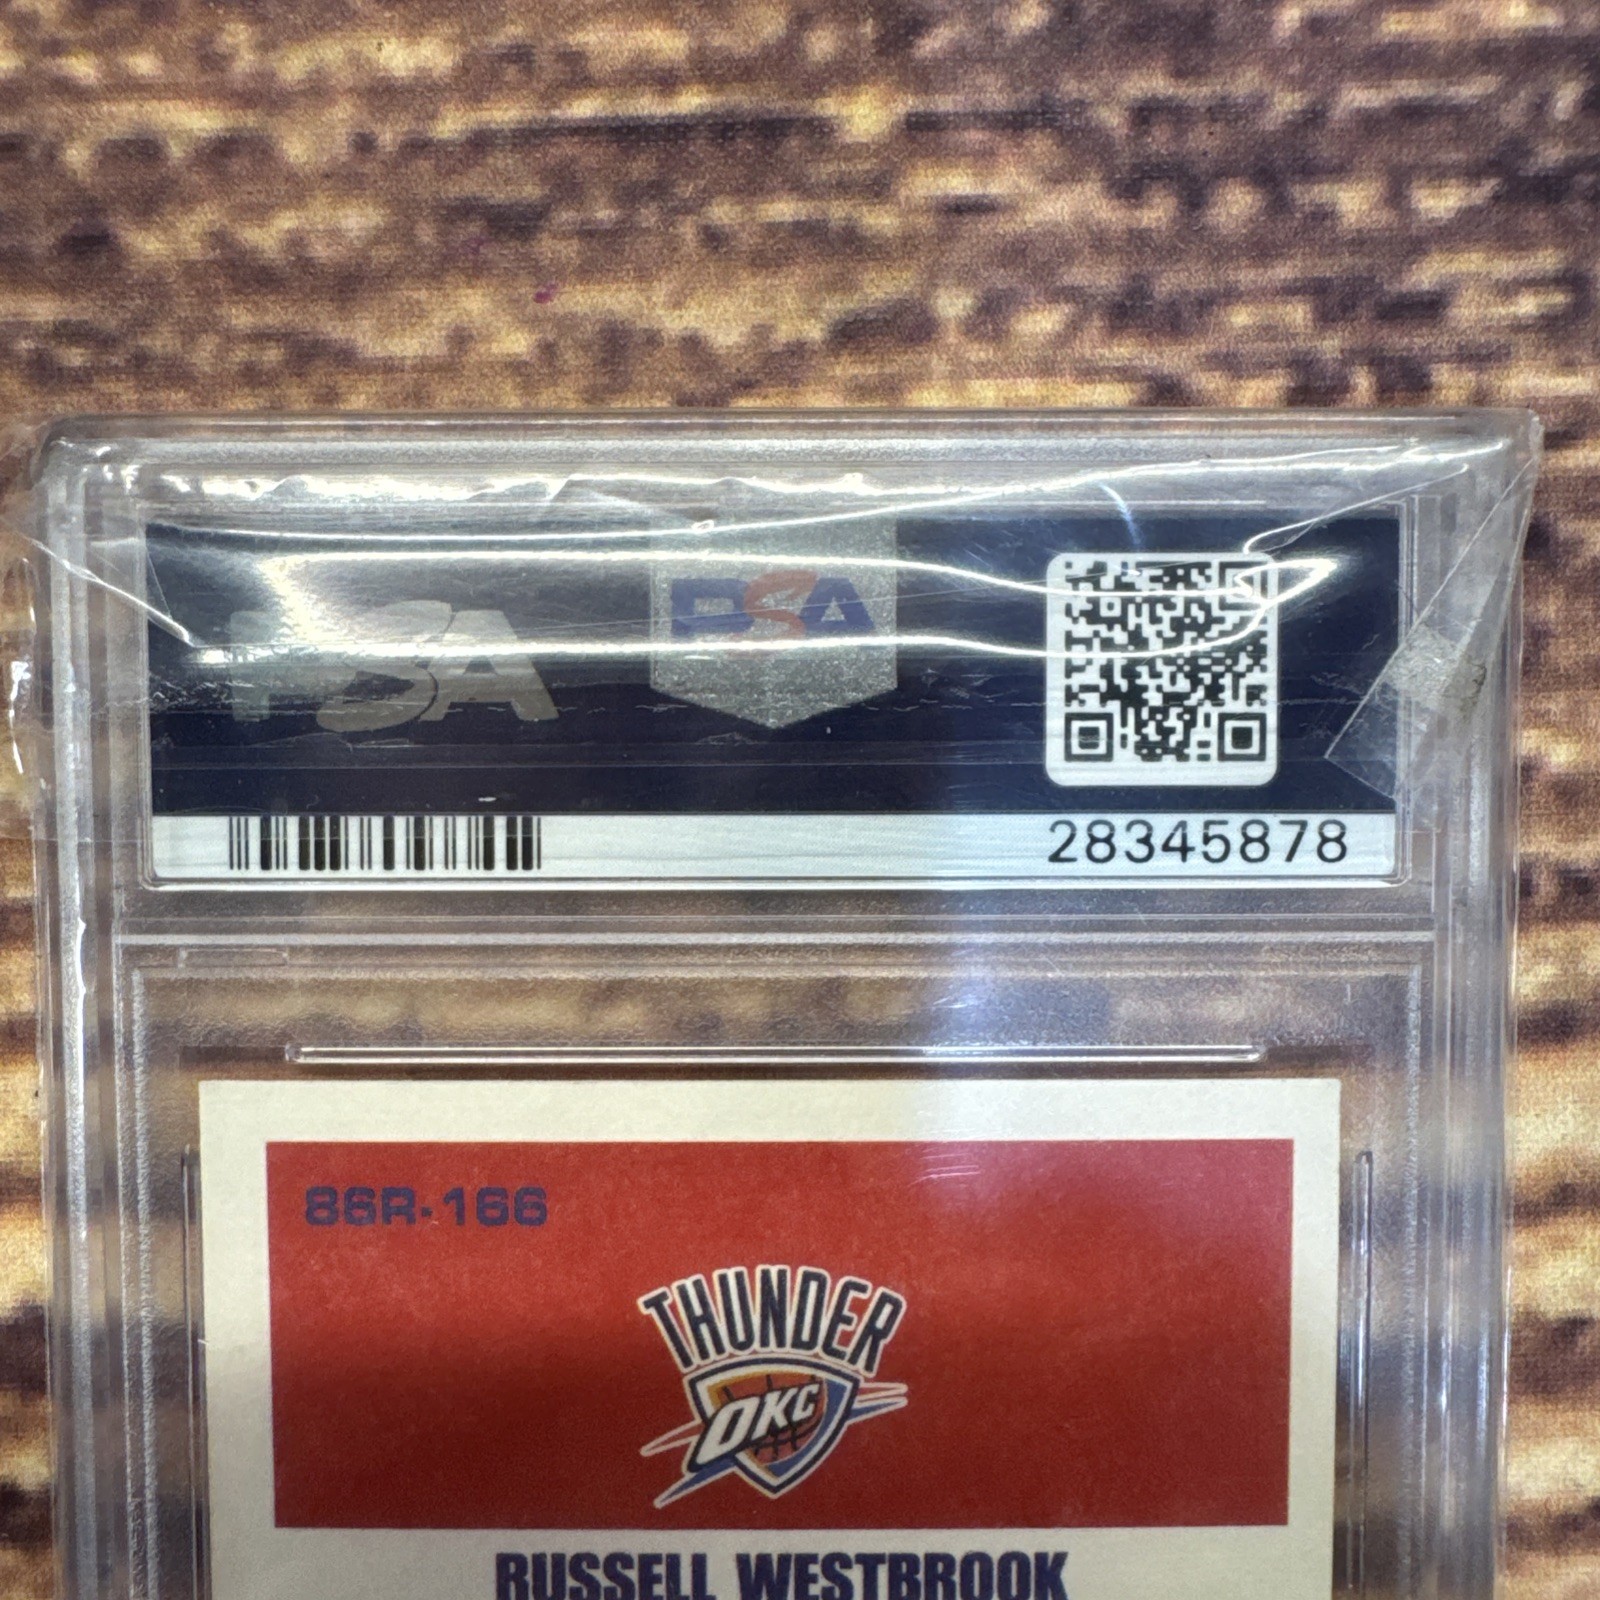 PSA
PSA
28345878
86R-166
THUNDER
OKC
RUSSELL WESTBROOK